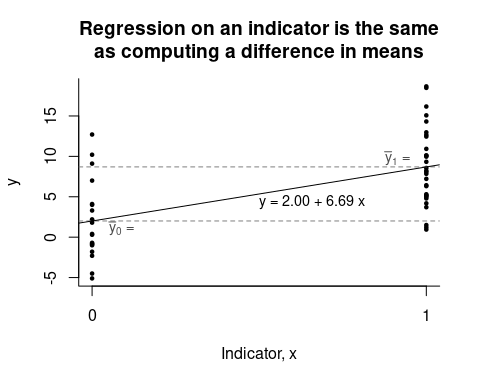 Regression on an indicator is the same
as computing a difference in means
15
10
5
0
-5
y
ȳ₁ =
y = 2.00 + 6.69 x
ȳ₀ =
0
1
Indicator, x